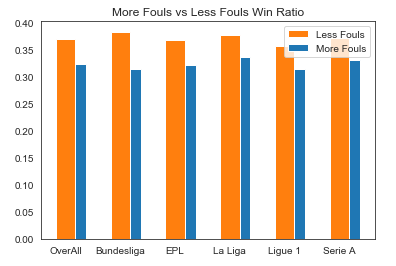 More Fouls vs Less Fouls Win Ratio
0.40
0.35
0.30
0.25
0.20
0.15
0.10
0.05
0.00
Less Fouls
More Fouls
OverAll Bundesliga EPL La Liga Ligue 1 Serie A